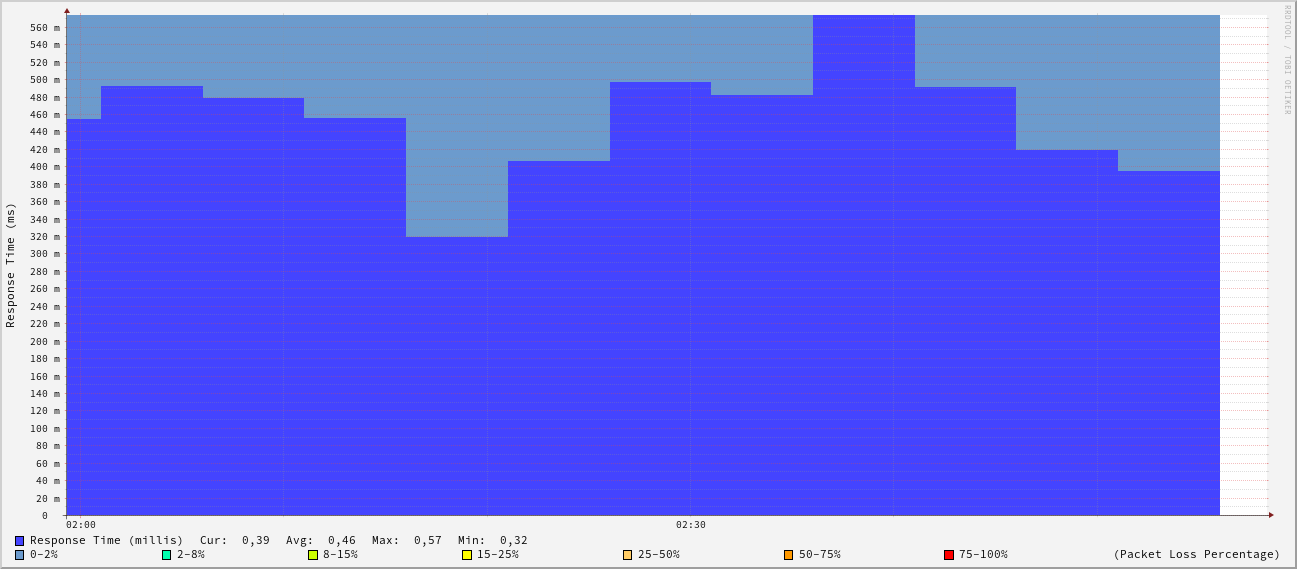 RRDTOOL / TOBI OETIKER
Response Time (ms)
560 m
540 m
520 m
500 m
480 m
460 m
440 m
420 m
400 m
380 m
360 m
340 m
320 m
300 m
280 m
260 m
240 m
220 m
200 m
180 m
160 m
140 m
120 m
100 m
80 m
60 m
40 m
20 m
0
02:00 02:30
Response Time (millis) Cur: 0,39 Avg: 0,46 Max: 0,57 Min: 0,32
0-2% 2-8% 8-15% 15-25% 25-50% 50-75% 75-100% (Packet Loss Percentage)